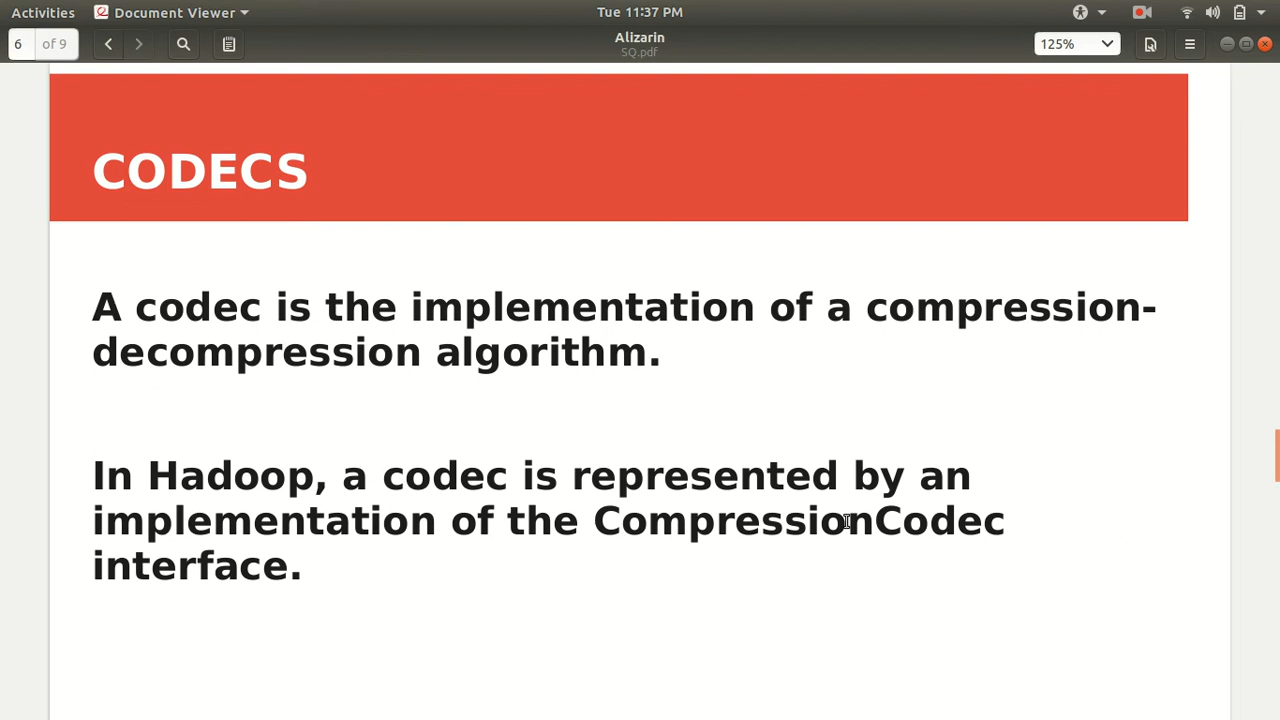 Activities Document Viewer Tue 11:37 PM
6 of 9 Alizarin 125%
SQ.pdf
CODECS
A codec is the implementation of a compression-
decompression algorithm.
In Hadoop, a codec is represented by an
implementation of the CompressionCodec
interface.